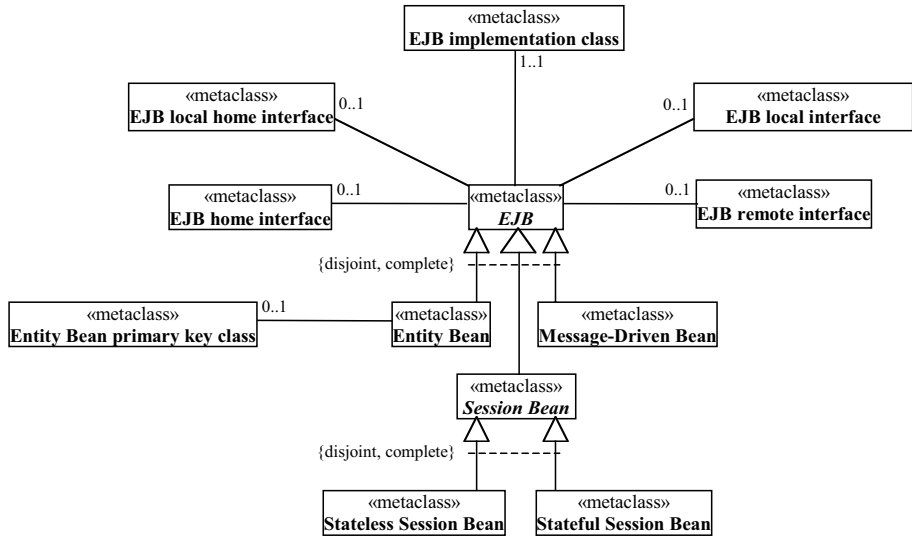 «metaclass»
EJB implementation class
1..1
«metaclass»
EJB local home interface
0..1
0..1
«metaclass»
EJB local interface
«metaclass»
EJB home interface
0..1
«metaclass»
EJB
0..1
«metaclass»
EJB remote interface
{disjoint, complete}
«metaclass»
Entity Bean primary key class
0..1
«metaclass»
Entity Bean
«metaclass»
Message-Driven Bean
«metaclass»
Session Bean
{disjoint, complete}
«metaclass»
Stateless Session Bean
«metaclass»
Stateful Session Bean